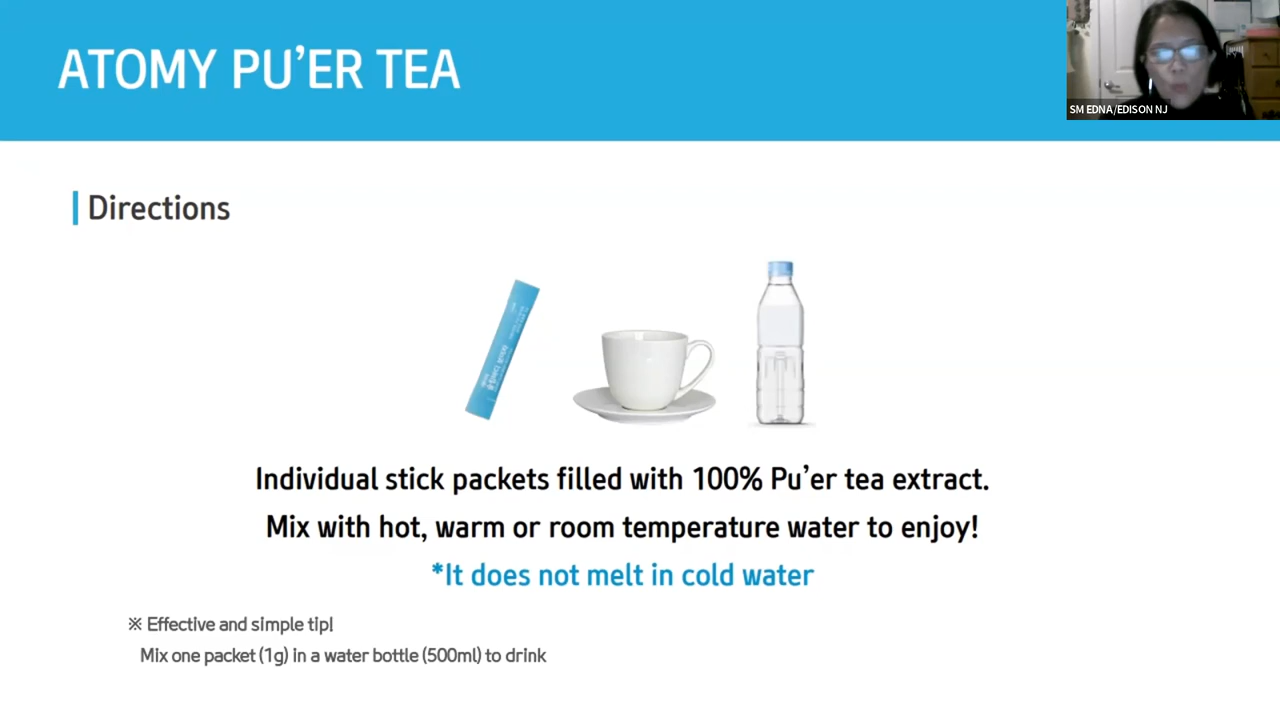 ATOMY PU’ER TEA
SM EDNA/EDISON NJ
Directions
Individual stick packets filled with 100% Pu’er tea extract.
Mix with hot, warm or room temperature water to enjoy!
*It does not melt in cold water
※ Effective and simple tip!
Mix one packet (1g) in a water bottle (500ml) to drink